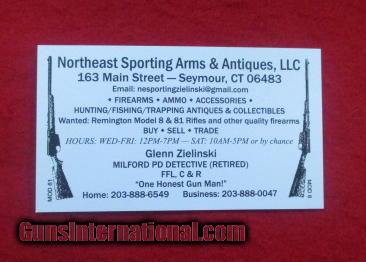 Northeast Sporting Arms & Antiques, LLC
163 Main Street — Seymour, CT 06483
Email: nesportingzielinski@gmail.com
• FIREARMS • AMMO • ACCESSORIES •
HUNTING/FISHING/TRAPPING ANTIQUES & COLLECTIBLES
Wanted: Remington Model 8 & 81 Rifles and other quality firearms
BUY • SELL • TRADE
HOURS: WED-FRI: 12PM-7PM — SAT: 10AM-5PM or by chance
Glenn Zielinski
MILFORD PD DETECTIVE (RETIRED)
FFL, C & R
"One Honest Gun Man!"
Home: 203-888-6549 Business: 203-888-0047
MOD 81
MOD 8
GunsInternational.com